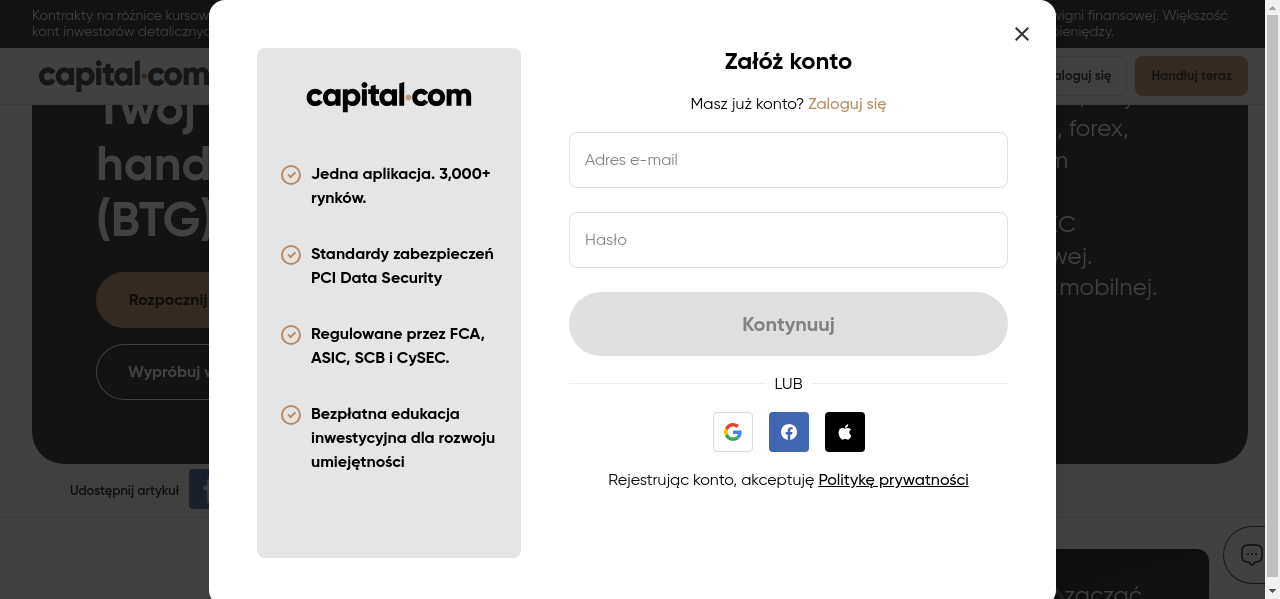 Kontrakty na różnice kursow
wigni finansowej. Większość
kont inwestorów detaliczny
pieniędzy.
capital.com
aloguj się
Handluj teraz
Twój
hand
(BTG)
, forex,
m
EC
wej.
mobilnej.
Rozpocznij
Wypróbuj w
Udostępnij artykuł
capital.com
Jedna aplikacja. 3,000+
rynków.
Standardy zabezpieczeń
PCI Data Security
Regulowane przez FCA,
ASIC, SCB i CySEC.
Bezpłatna edukacja
inwestycyjna dla rozwoju
umiejętności
Załóż konto
Masz już konto? Zaloguj się
Adres e-mail
Hasło
Kontynuuj
LUB
Rejestrując konto, akceptuję Politykę prywatności
zacząć